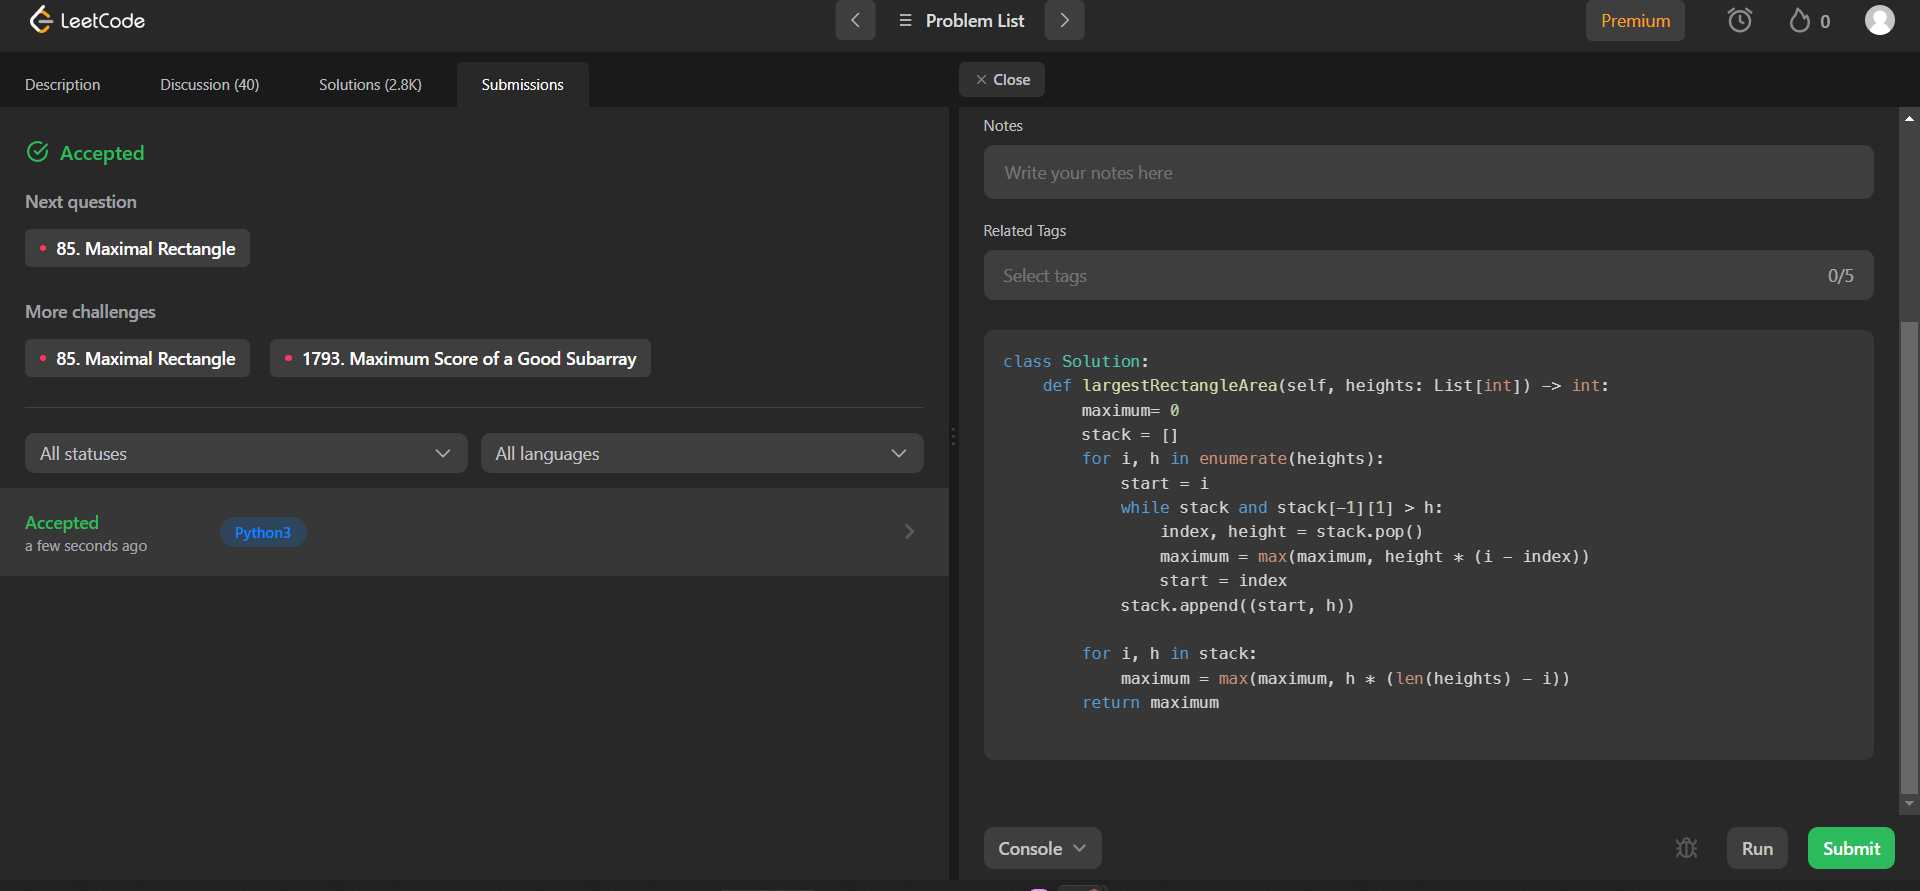 LeetCode
Problem List
Premium
0
Description
Discussion (40)
Solutions (2.8K)
Submissions
Close
Accepted
Next question
85. Maximal Rectangle
More challenges
85. Maximal Rectangle
1793. Maximum Score of a Good Subarray
All statuses
All languages
Accepted
a few seconds ago
Python3
Notes
Write your notes here
Related Tags
Select tags
0/5
class Solution:
    def largestRectangleArea(self, heights: List[int]) -> int:
        maximum= 0
        stack = []
        for i, h in enumerate(heights):
            start = i
            while stack and stack[-1][1] > h:
                index, height = stack.pop()
                maximum = max(maximum, height * (i - index))
                start = index
            stack.append((start, h))
        for i, h in stack:
            maximum = max(maximum, h * (len(heights) - i))
        return maximum
Console
Run
Submit